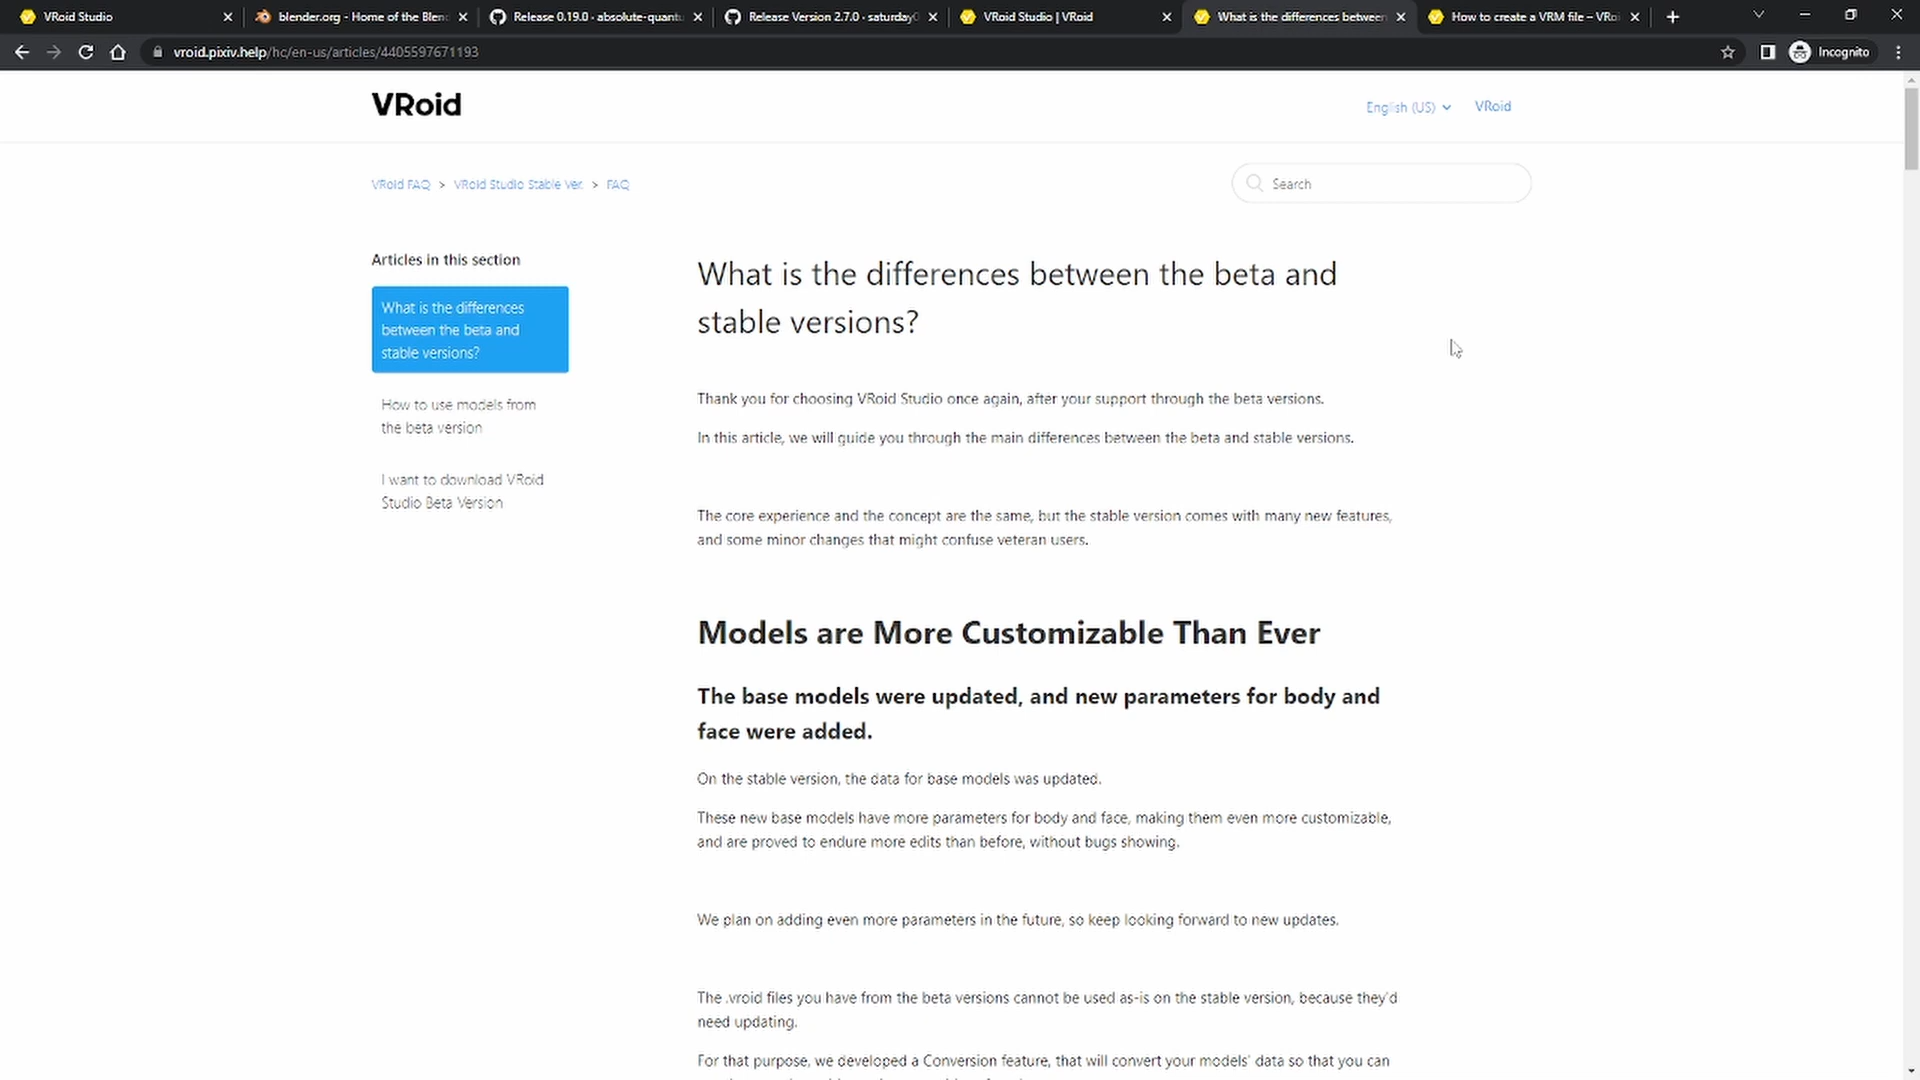 VRoid Studio
blender.org - Home of the Blen
Release 0.19.0 · absolute-quant
Release Version 2.7.0 · saturday
VRoid Studio | VRoid
What is the differences between
How to create a VRM file – VRo
vroid.pixiv.help/hc/en-us/articles/4405597671193
Incognito
VRoid
English (US)
VRoid
VRoid FAQ > VRoid Studio Stable Ver. > FAQ
Search
Articles in this section
What is the differences
between the beta and
stable versions?
How to use models from
the beta version
I want to download VRoid
Studio Beta Version
What is the differences between the beta and
stable versions?
Thank you for choosing VRoid Studio once again, after your support through the beta versions.
In this article, we will guide you through the main differences between the beta and stable versions.
The core experience and the concept are the same, but the stable version comes with many new features,
and some minor changes that might confuse veteran users.
Models are More Customizable Than Ever
The base models were updated, and new parameters for body and
face were added.
On the stable version, the data for base models was updated.
These new base models have more parameters for body and face, making them even more customizable,
and are proved to endure more edits than before, without bugs showing.
We plan on adding even more parameters in the future, so keep looking forward to new updates.
The .vroid files you have from the beta versions cannot be used as-is on the stable version, because they'd
need updating.
For that purpose, we developed a Conversion feature, that will convert your models' data so that you can